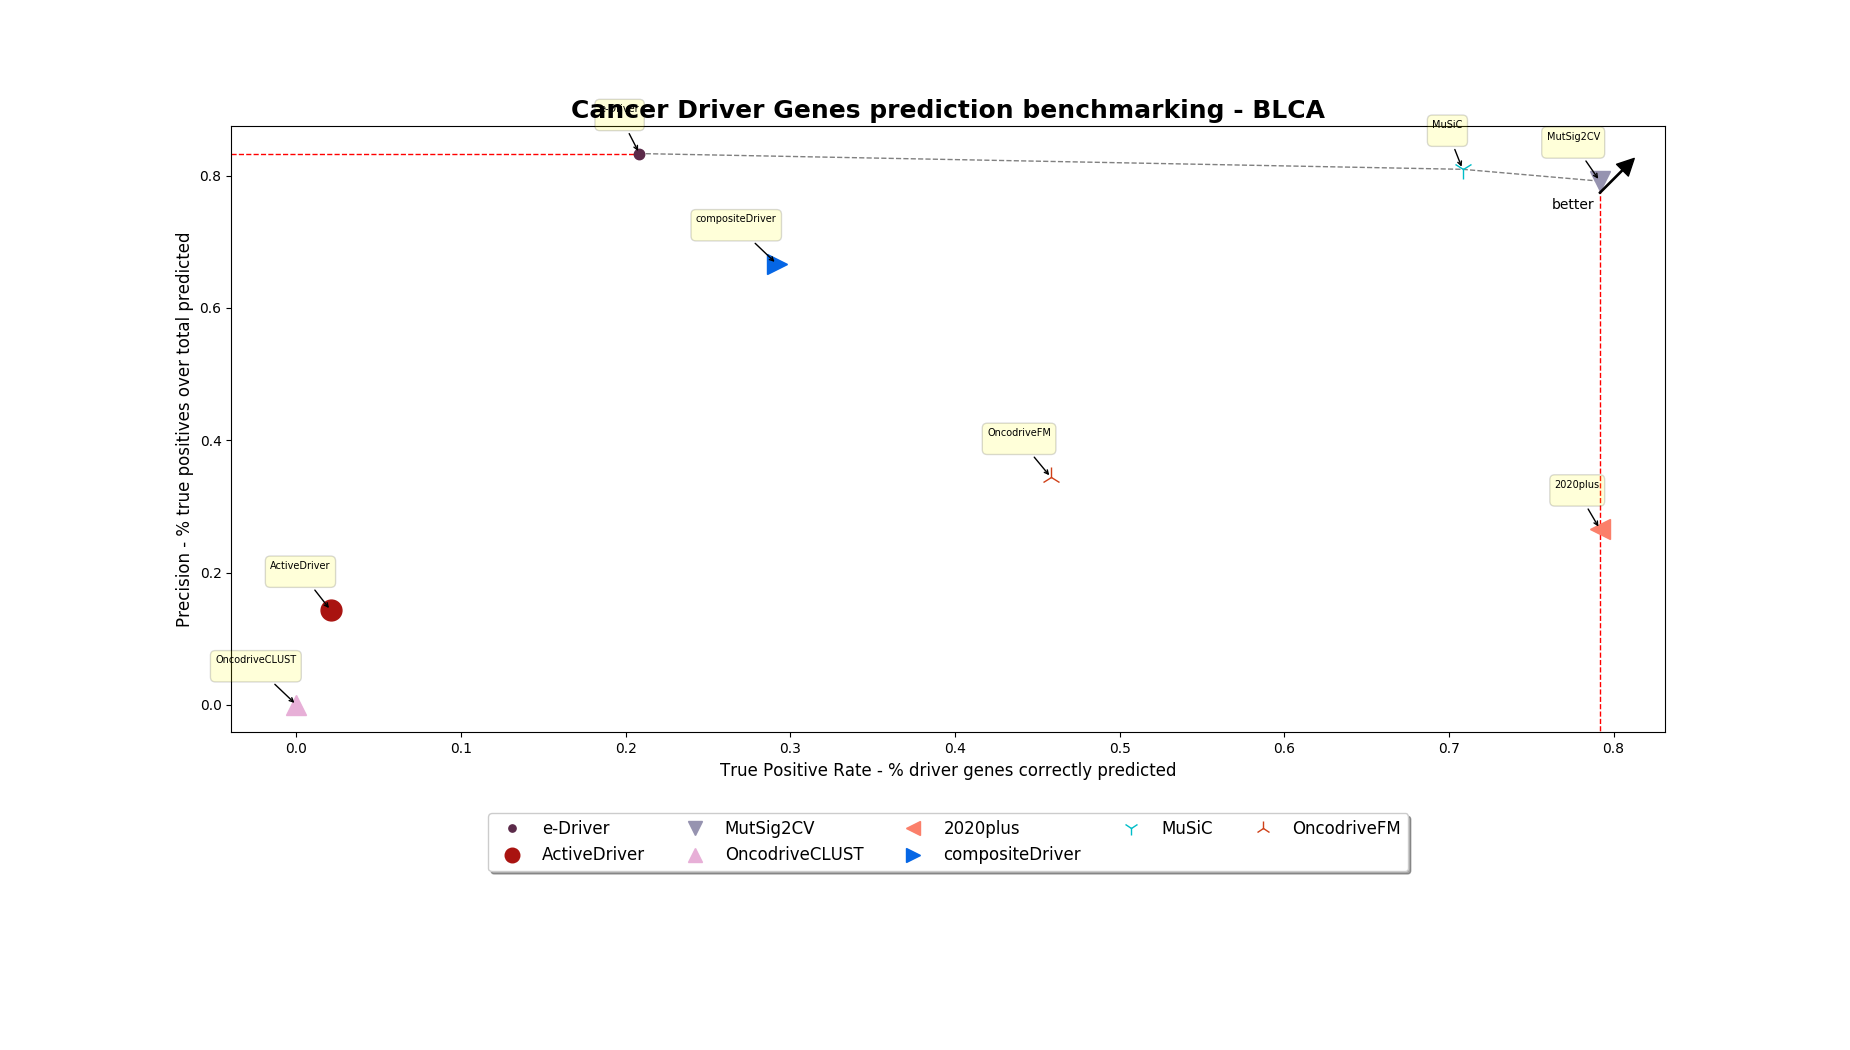 Cancer Driver Genes prediction benchmarking - BLCA
MuSiC
MutSig2CV
better
compositeDriver
OncodriveFM
2020plus
ActiveDriver
OncodriveCLUST
Precision - % true positives over total predicted
0.8
0.6
0.4
0.2
0.0
0.0 0.1 0.2 0.3 0.4 0.5 0.6 0.7 0.8
True Positive Rate - % driver genes correctly predicted
e-Driver MutSig2CV 2020plus MuSiC OncodriveFM
ActiveDriver OncodriveCLUST compositeDriver